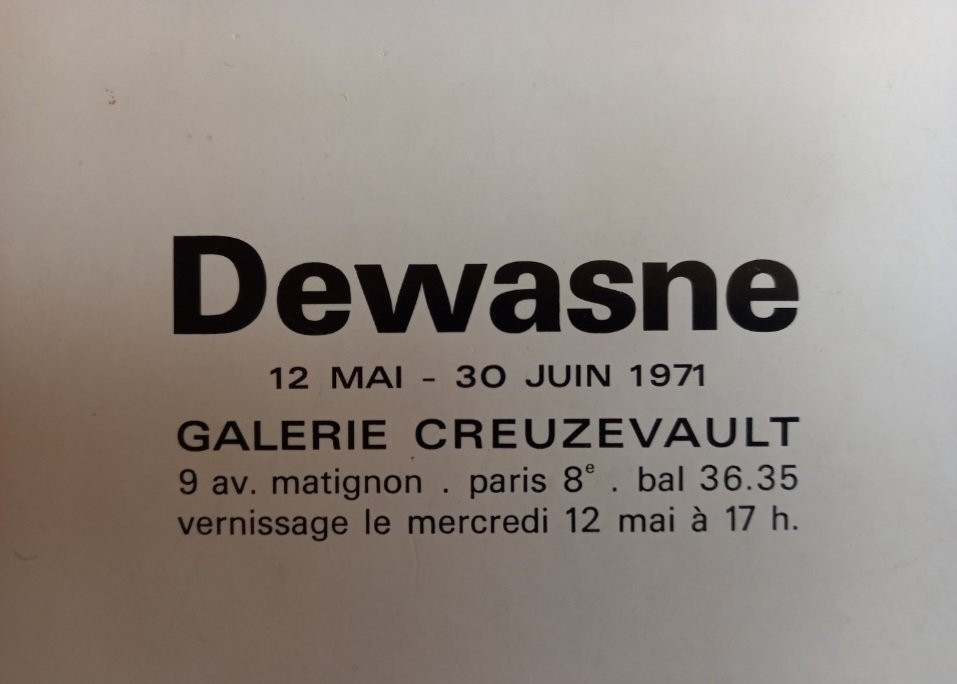 Dewasne
12 MAI - 30 JUIN 1971
GALERIE CREUZEVAULT
9 av. matignon . paris 8e . bal 36.35
vernissage le mercredi 12 mai à 17 h.